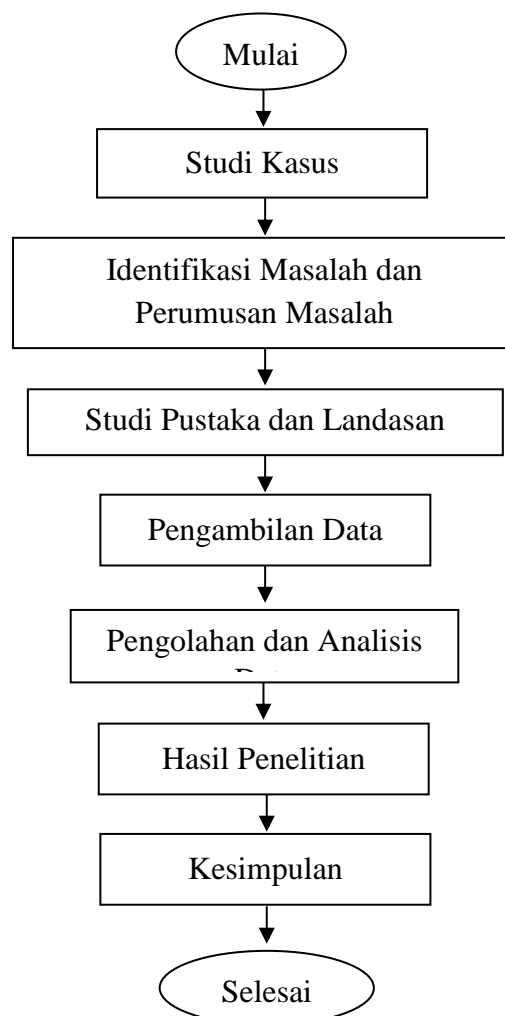 Mulai
Studi Kasus
Identifikasi Masalah dan
Perumusan Masalah
Studi Pustaka dan Landasan
Pengambilan Data
Pengolahan dan Analisis
Hasil Penelitian
Kesimpulan
Selesai